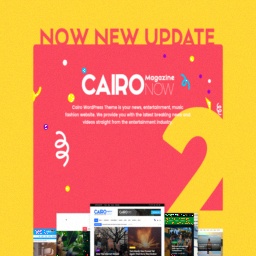 NOW NEW UPDATE
CAIRO Magazine
NOW
Cairo WordPress Theme is your news, entertainment, music
fashion website. We provide you with the latest breaking news and
videos straight from the entertainment industry.
2
CAIRO